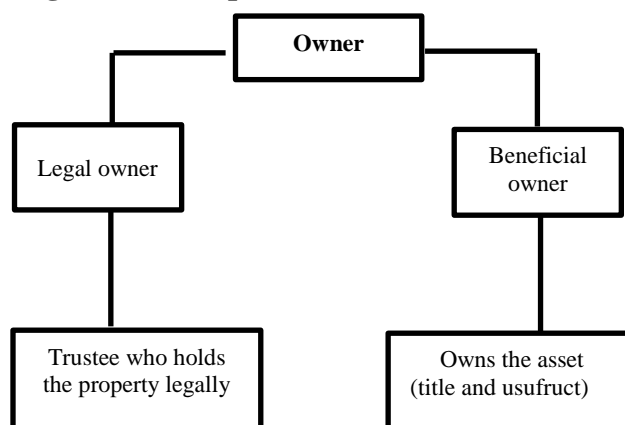 Owner
Legal owner
Beneficial
owner
Trustee who holds
the property legally
Owns the asset
(title and usufruct)